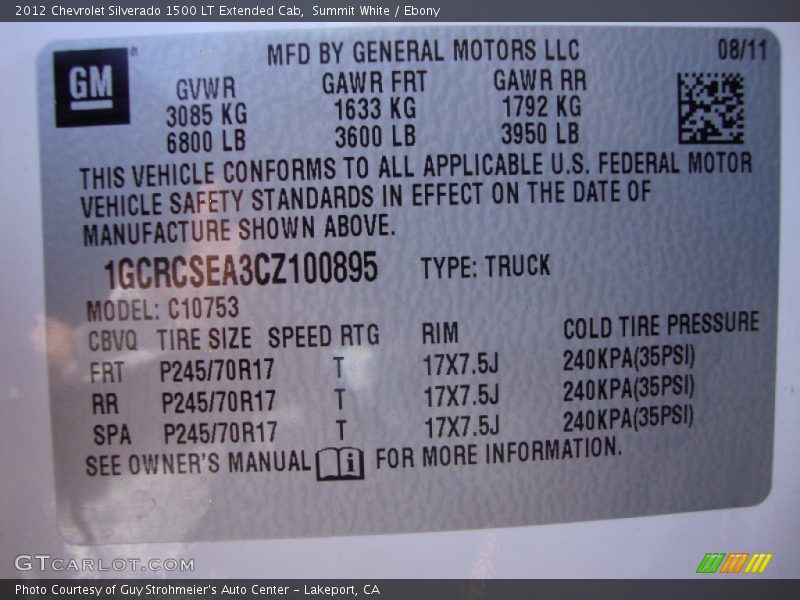 2012 Chevrolet Silverado 1500 LT Extended Cab, Summit White / Ebony
GM ®
MFD BY GENERAL MOTORS LLC 08/11
GVWR GAWR FRT GAWR RR
3085 KG 1633 KG 1792 KG
6800 LB 3600 LB 3950 LB
THIS VEHICLE CONFORMS TO ALL APPLICABLE U.S. FEDERAL MOTOR
VEHICLE SAFETY STANDARDS IN EFFECT ON THE DATE OF
MANUFACTURE SHOWN ABOVE.
1GCRCSEA3CZ100895 TYPE: TRUCK
MODEL: C10753
CBVQ TIRE SIZE SPEED RTG RIM COLD TIRE PRESSURE
FRT P245/70R17 T 17X7.5J 240KPA(35PSI)
RR P245/70R17 T 17X7.5J 240KPA(35PSI)
SPA P245/70R17 T 17X7.5J 240KPA(35PSI)
SEE OWNER'S MANUAL i FOR MORE INFORMATION.
GTCARLOT.COM
Photo Courtesy of Guy Strohmeier's Auto Center - Lakeport, CA